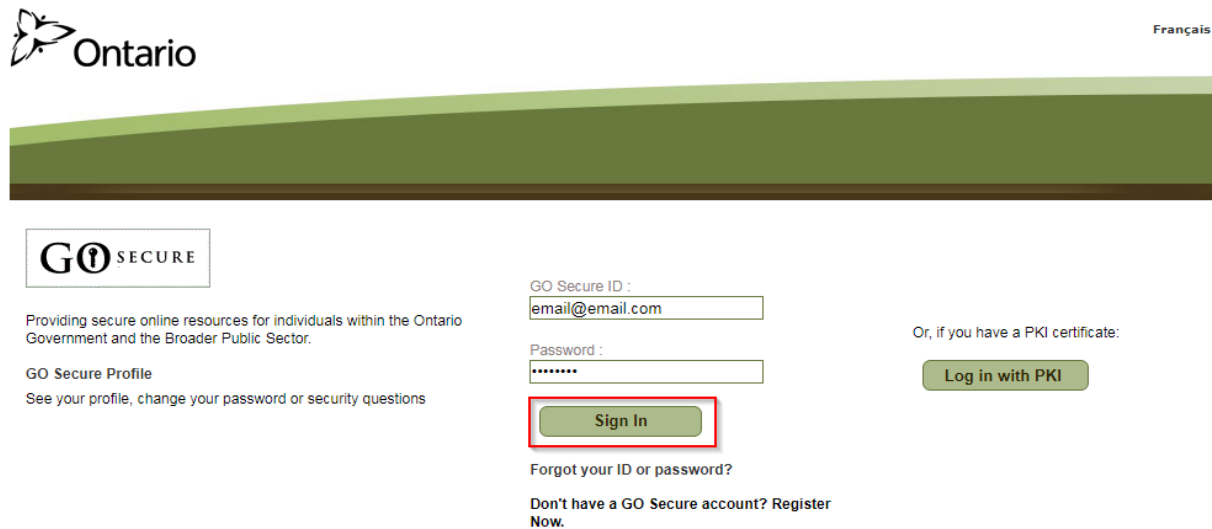 Ontario
Français
GO SECURE
Providing secure online resources for individuals within the Ontario
Government and the Broader Public Sector.
GO Secure Profile
See your profile, change your password or security questions
GO Secure ID :
email@email.com
Password :
••••••••
Sign In
Forgot your ID or password?
Don't have a GO Secure account? Register
Now.
Or, if you have a PKI certificate:
Log in with PKI